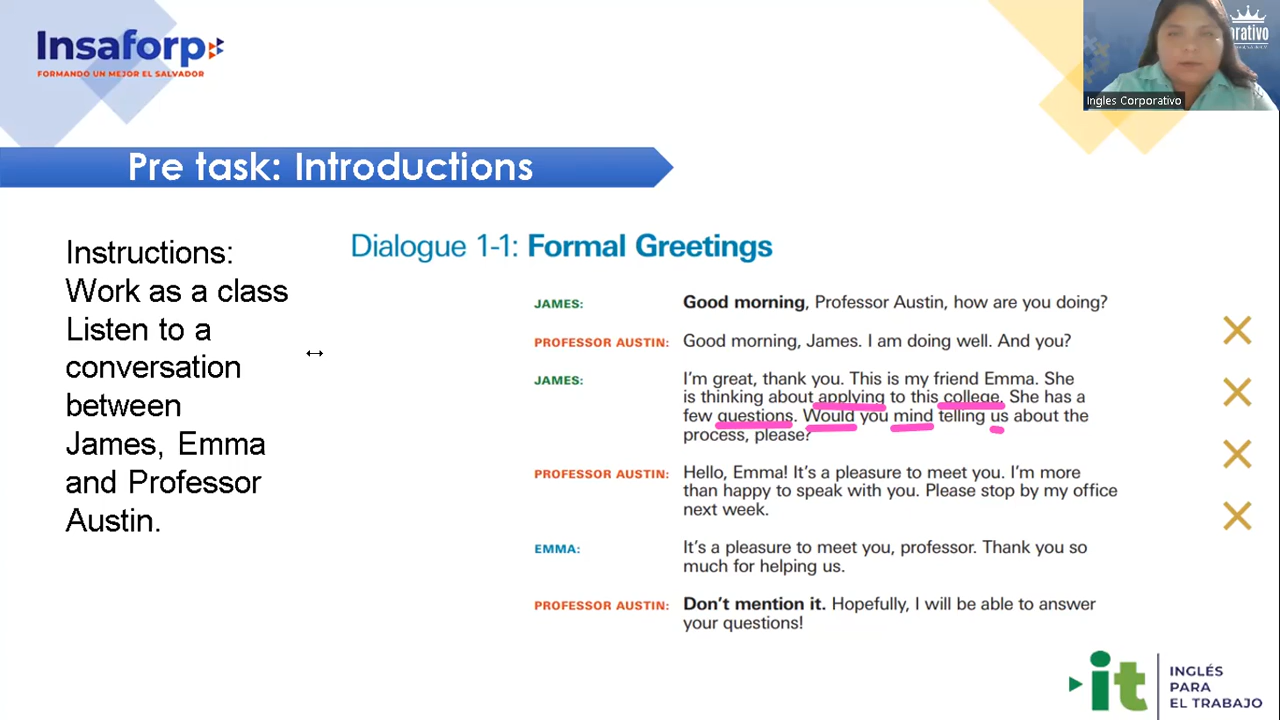 Insaforp
FORMANDO UN MEJOR EL SALVADOR
rativo
Ingles Corporativo
Pre task: Introductions
Instructions:
Work as a class
Listen to a
conversation
between
James, Emma
and Professor
Austin.
Dialogue 1-1: Formal Greetings
JAMES: Good morning, Professor Austin, how are you doing?
PROFESSOR AUSTIN: Good morning, James. I am doing well. And you?
JAMES: I'm great, thank you. This is my friend Emma. She
is thinking about applying to this college. She has a
few questions. Would you mind telling us about the
process, please?
PROFESSOR AUSTIN: Hello, Emma! It's a pleasure to meet you. I'm more
than happy to speak with you. Please stop by my office
next week.
EMMA: It's a pleasure to meet you, professor. Thank you so
much for helping us.
PROFESSOR AUSTIN: Don't mention it. Hopefully, I will be able to answer
your questions!
it
INGLÉS
PARA
EL TRABAJO